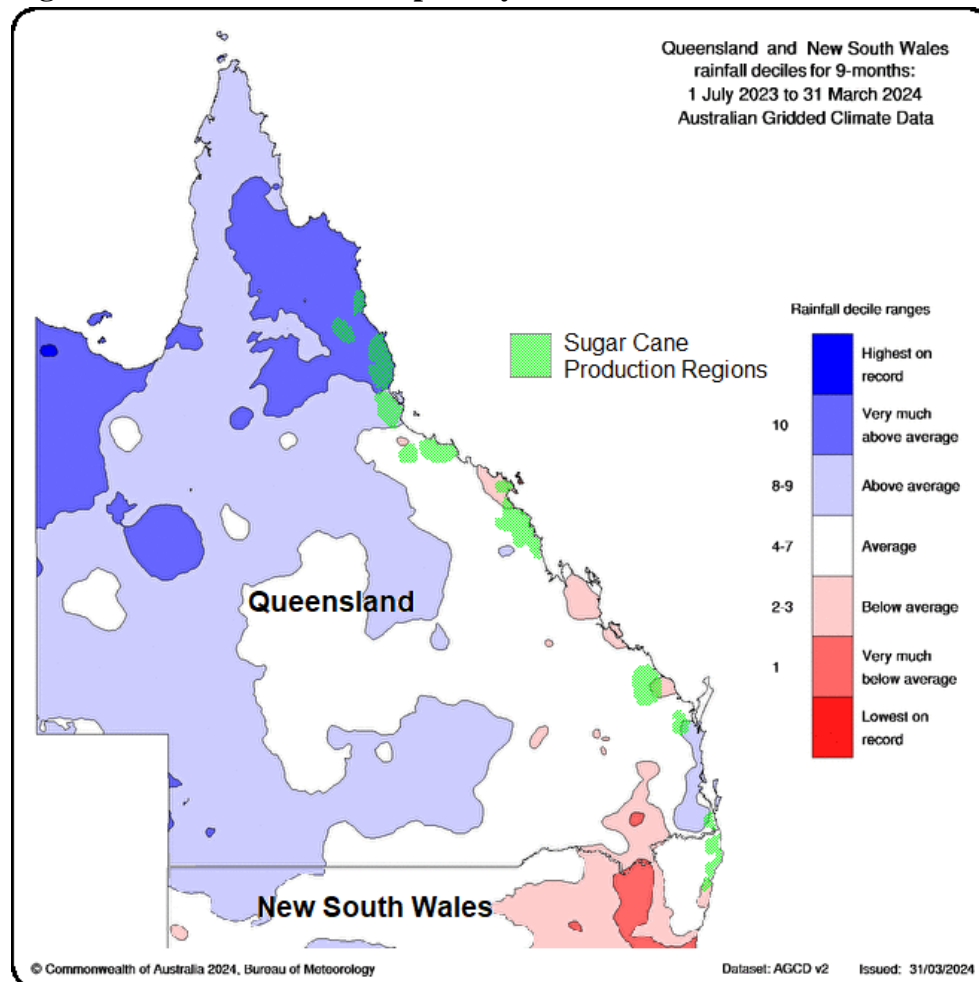 Queensland and New South Wales
rainfall deciles for 9-months:
1 July 2023 to 31 March 2024
Australian Gridded Climate Data
Rainfall decile ranges
Sugar Cane
Production Regions
Highest on
record
10
Very much
above average
8-9
Above average
4-7
Average
2-3
Below average
1
Very much
below average
Lowest on
record
Queensland
New South Wales
© Commonwealth of Australia 2024, Bureau of Meteorology
Dataset: AGCD v2
Issued: 31/03/2024